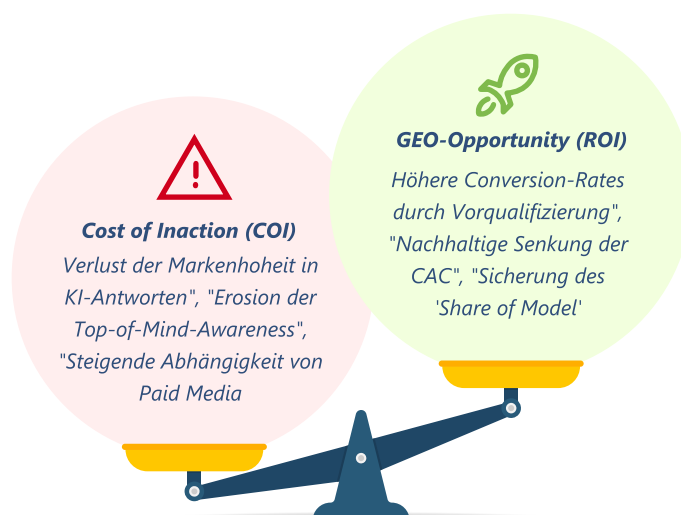 Cost of Inaction (COI)
Verlust der Markenhoheit in
KI-Antworten", "Erosion der
Top-of-Mind-Awareness",
"Steigende Abhängigkeit von
Paid Media
GEO-Opportunity (ROI)
Höhere Conversion-Rates
durch Vorqualifizierung",
"Nachhaltige Senkung der
CAC", "Sicherung des
'Share of Model'